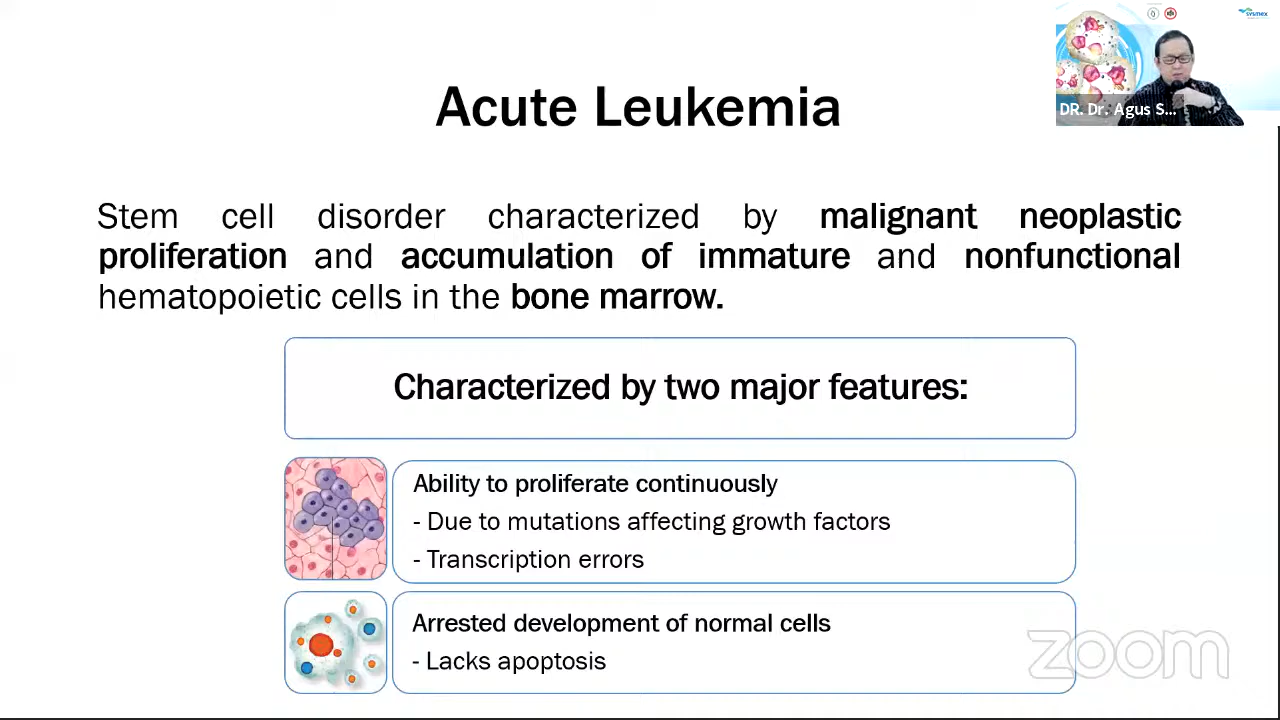 sysmex
DR. Dr. Agus S...
Acute Leukemia
Stem cell disorder characterized by malignant neoplastic
proliferation and accumulation of immature and nonfunctional
hematopoietic cells in the bone marrow.
Characterized by two major features:
Ability to proliferate continuously
- Due to mutations affecting growth factors
- Transcription errors
Arrested development of normal cells
- Lacks apoptosis
zoom